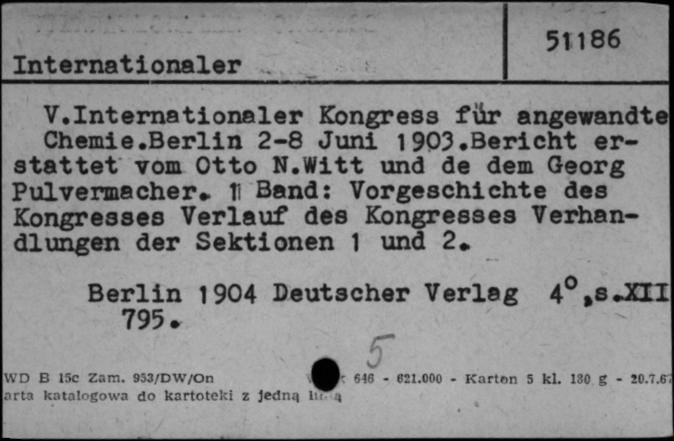 51186
Internationaler
V.Internationaler Kongress für angewandte
Chemie.Berlin 2-8 Juni 1903.Bericht er-
stattet vom Otto N.Witt und de dem Georg
Pulvermacher. 1 Band: Vorgeschichte des
Kongresses Verlauf des Kongresses Verhan-
dlungen der Sektionen 1 und 2.
Berlin 1904 Deutscher Verlag 4°,s.XII
795.
5
WD B 15c Zam. 953/DW/On 646 - 621.000 - Karton 5 kl. 180 g - 20.7.67
arta katalogowa do kartoteki z jedną